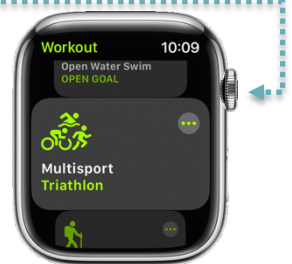 Workout 10:09
Open Water Swim
OPEN GOAL
Multisport
Triathlon